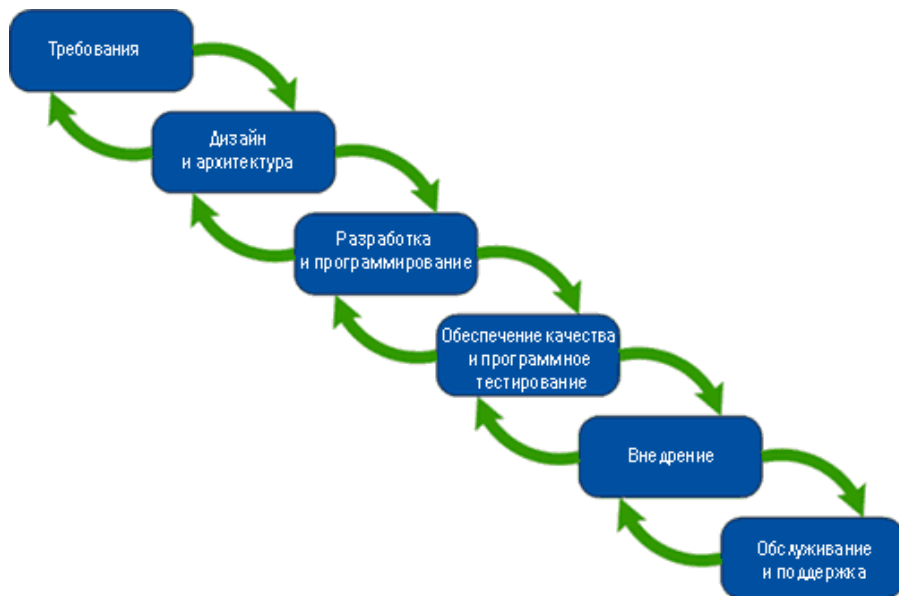 Требования
Дизайн
и архитектура
Разработка
и программирование
Обеспечение качества
и программное
тестирование
Внедрение
Обслуживание
и поддержка